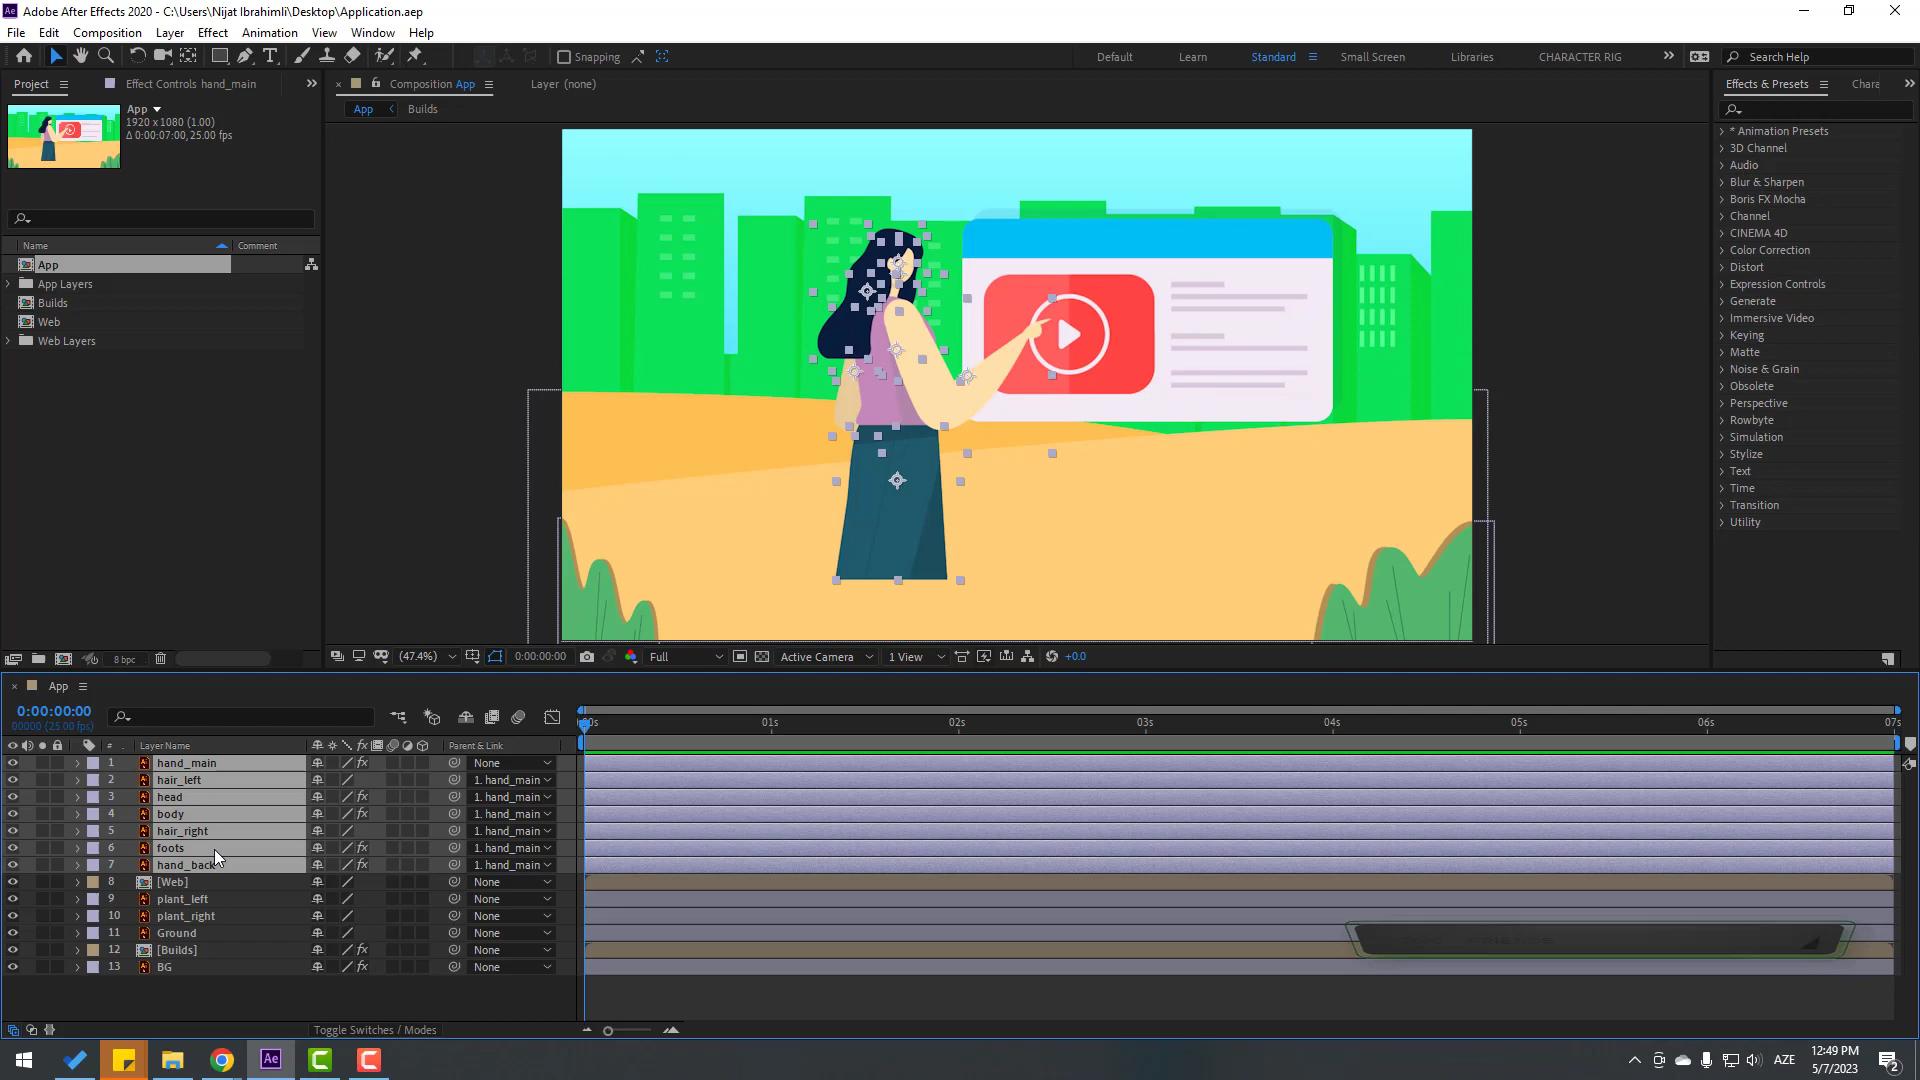 Adobe After Effects 2020 - C:\Users\Nijat Ibrahimli\Desktop\Application.aep
File Edit Composition Layer Effect Animation View Window Help
Snapping Default Learn Standard Small Screen Libraries CHARACTER RIG Search Help
Project Effect Controls hand_main Composition App Layer (none) Effects & Presets Chara
App Builds
App
1920 x 1080 (1.00)
Δ 0:00:07:00, 25.00 fps
Name Comment
App
App Layers
Builds
Web
Web Layers
* Animation Presets
3D Channel
Audio
Blur & Sharpen
Boris FX Mocha
Channel
CINEMA 4D
Color Correction
Distort
Expression Controls
Generate
Immersive Video
Keying
Matte
Noise & Grain
Obsolete
Perspective
Rowbyte
Simulation
Stylize
Text
Time
Transition
Utility
8 bpc (47.4%) 0:00:00:00 Full Active Camera 1 View +0.0
App
0:00:00:00
00000 (25.00 fps)
01s 02s 03s 04s 05s 06s 07s
# Layer Name fx Parent & Link
1 hand_main fx None
2 hair_left 1. hand_main
3 head fx 1. hand_main
4 body fx 1. hand_main
5 hair_right 1. hand_main
6 foots fx 1. hand_main
7 hand_back fx 1. hand_main
8 [Web] None
9 plant_left None
10 plant_right None
11 Ground None
12 [Builds] fx None
13 BG fx None
Toggle Switches / Modes
AZE
12:49 PM
5/7/2023
2